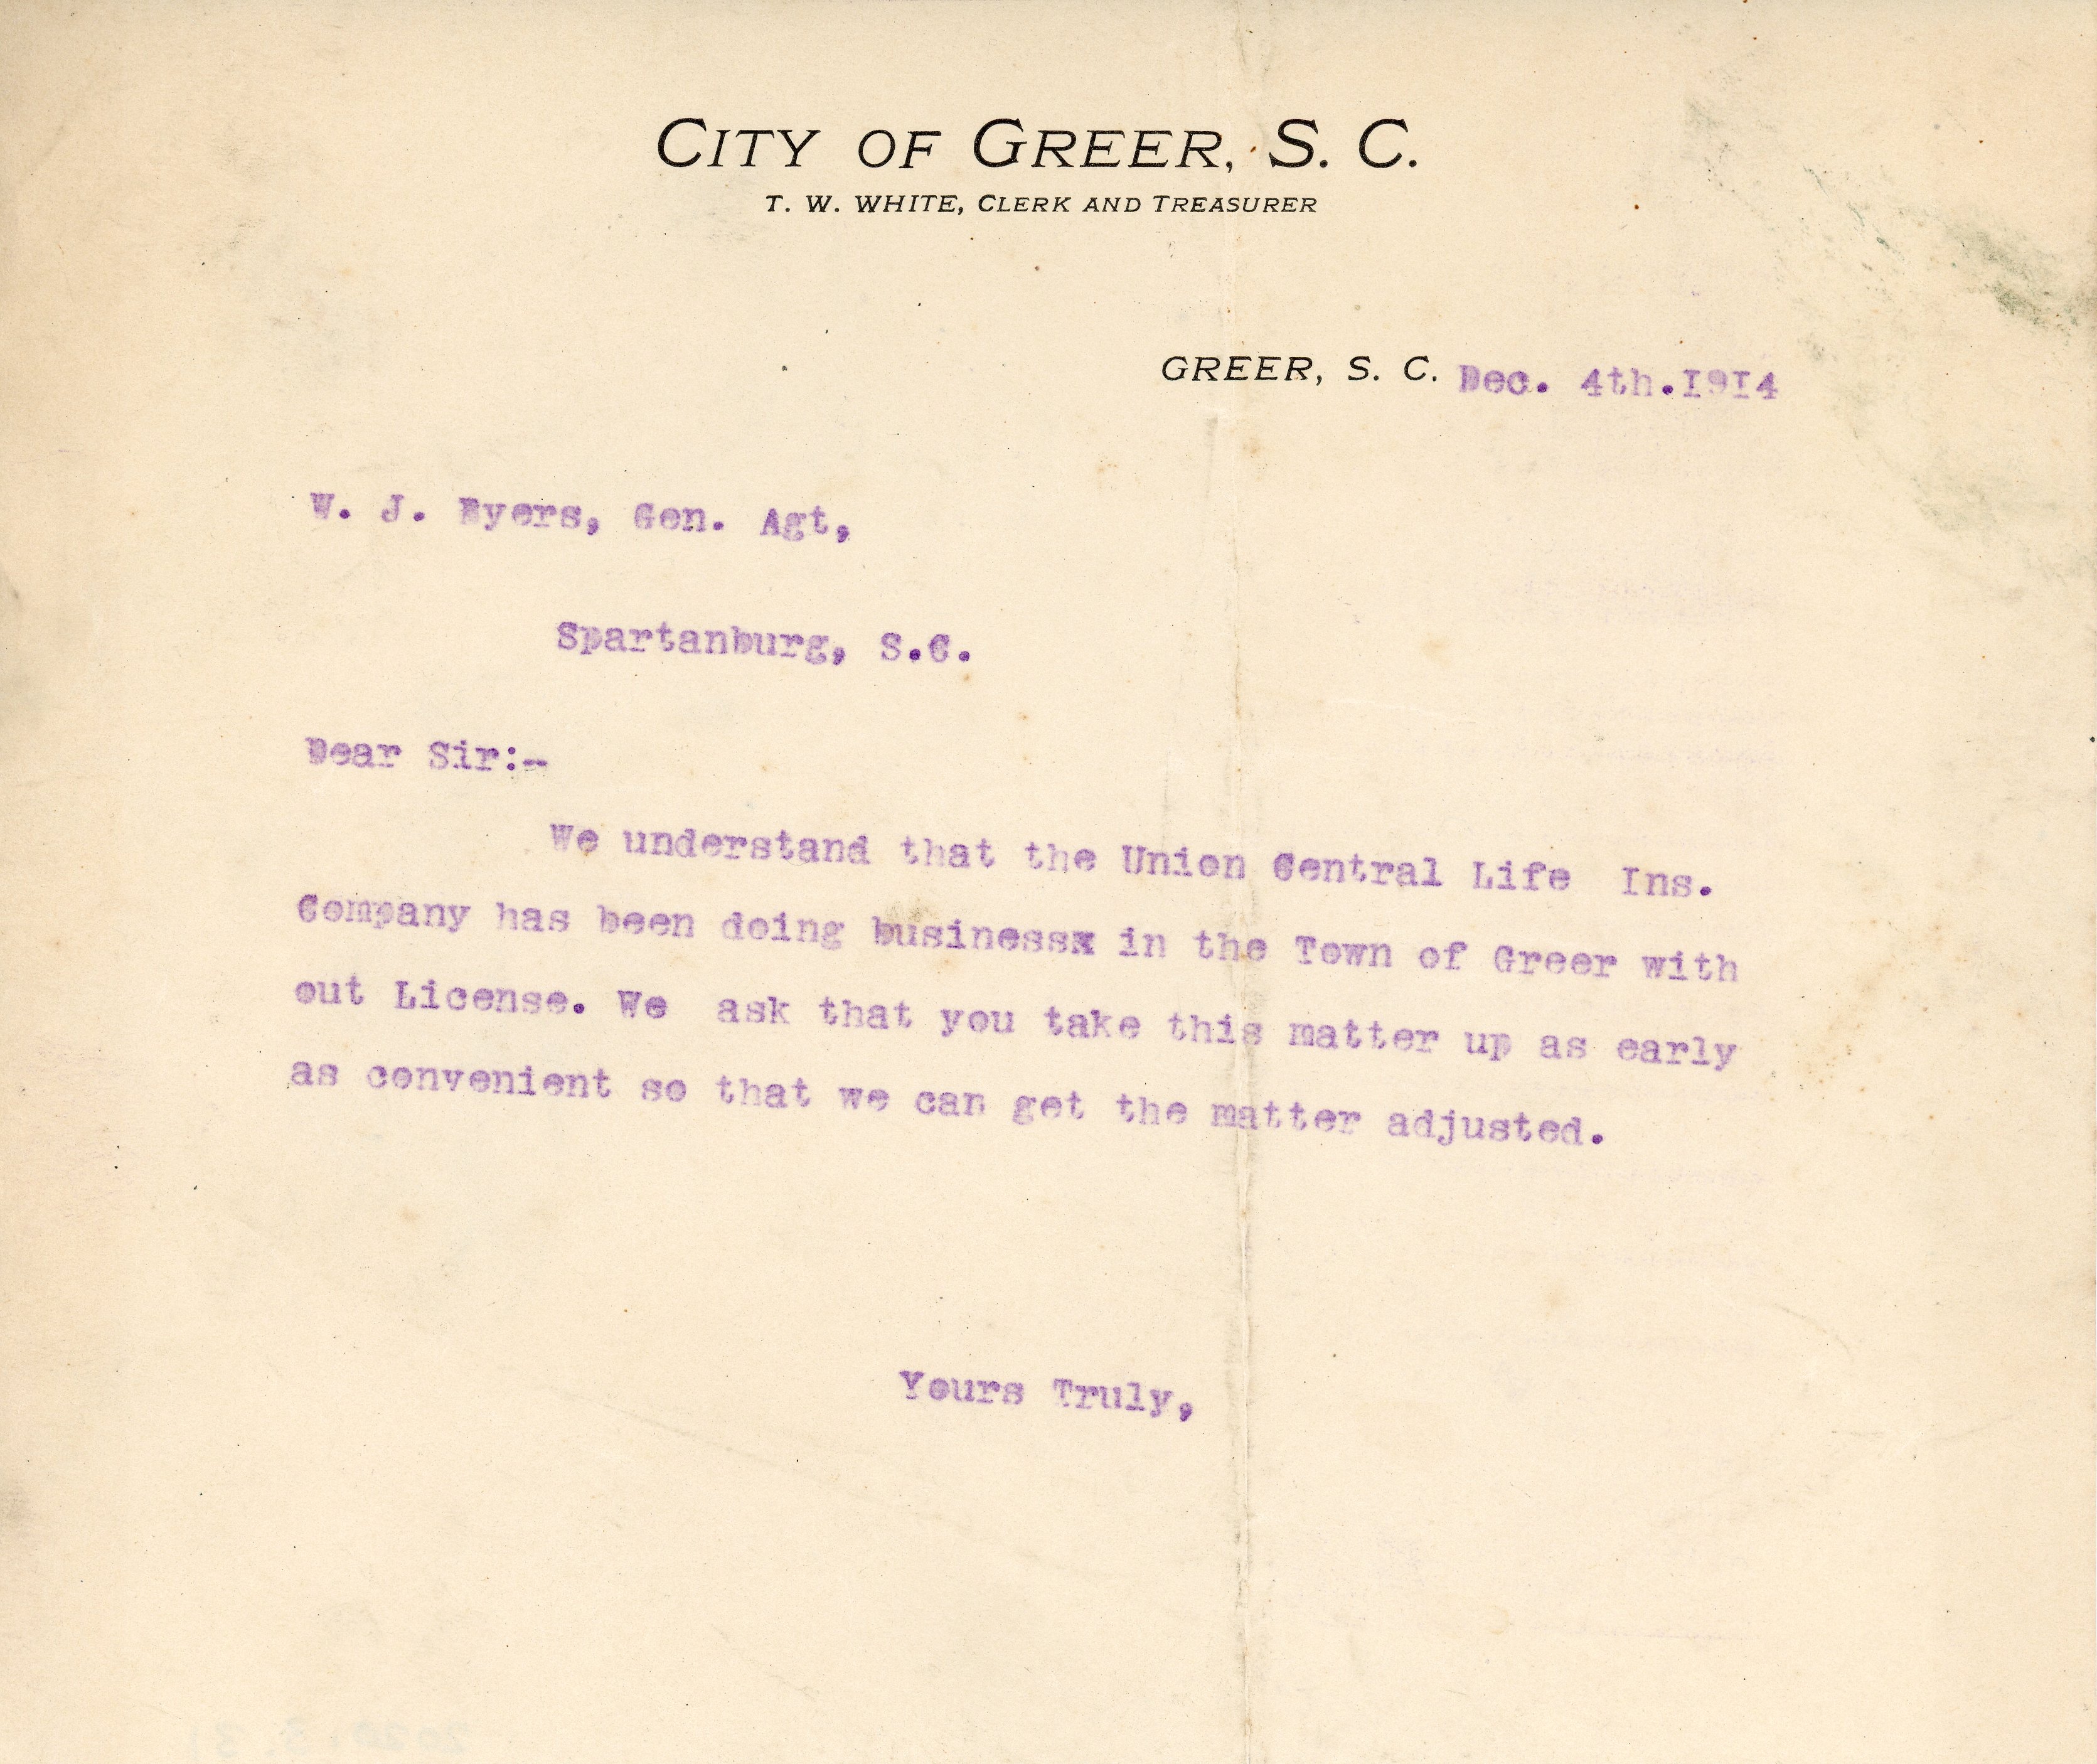 CITY OF GREER, S. C.
T. W. WHITE, CLERK AND TREASURER
GREER, S. C. Dec. 4th.1914
W. J. Gen. Agt,
Spartanburg, S.C.
Dear Sir:-
We understand that the Union Central Life Ins.
Company has been doing businessx in the Town of Greer with
out License. We ask that you take this matter up as early
as convenient so that we can get the matter adjusted.
Yours Truly,